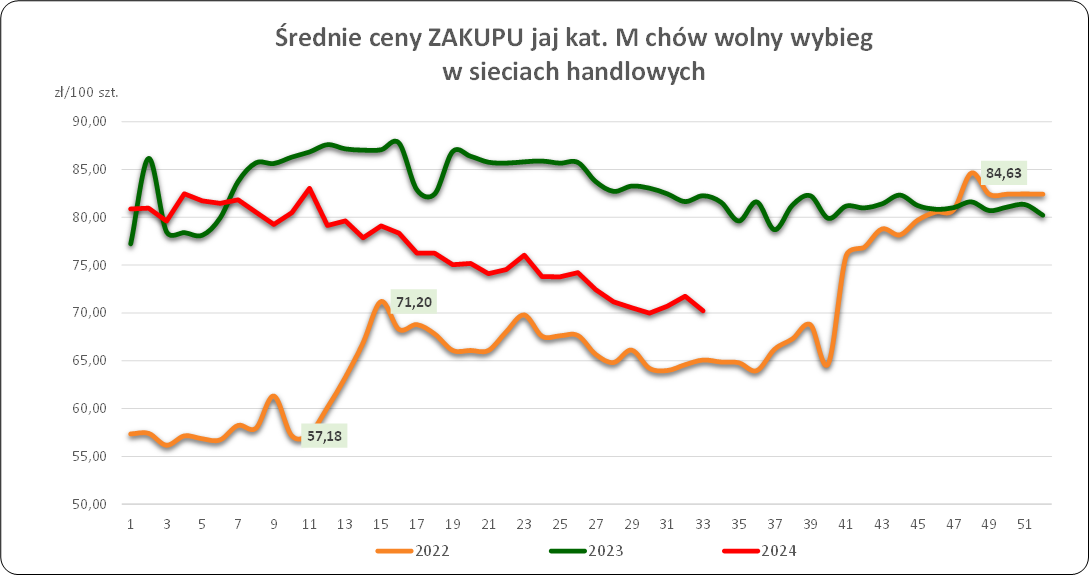 Średnie ceny ZAKUPU jaj kat. M chów wolny wybieg
w sieciach handlowych
zł/100 szt.
90,00
85,00
80,00
75,00
70,00
65,00
60,00
55,00
50,00
84,63
71,20
57,18
1 3 5 7 9 11 13 15 17 19 21 23 25 27 29 31 33 35 37 39 41 43 45 47 49 51
2022 2023 2024